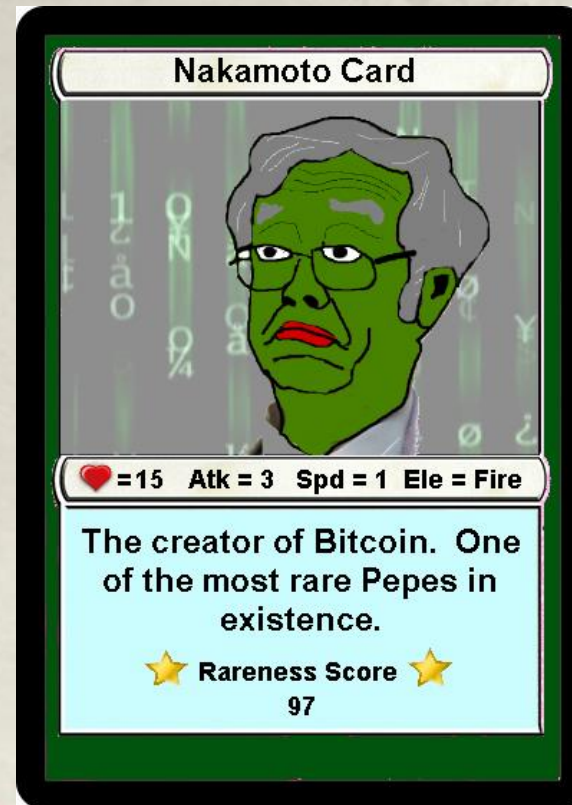 Nakamoto Card
=15 Atk = 3 Spd = 1 Ele = Fire
The creator of Bitcoin. One
of the most rare Pepes in
existence.
Rareness Score
97